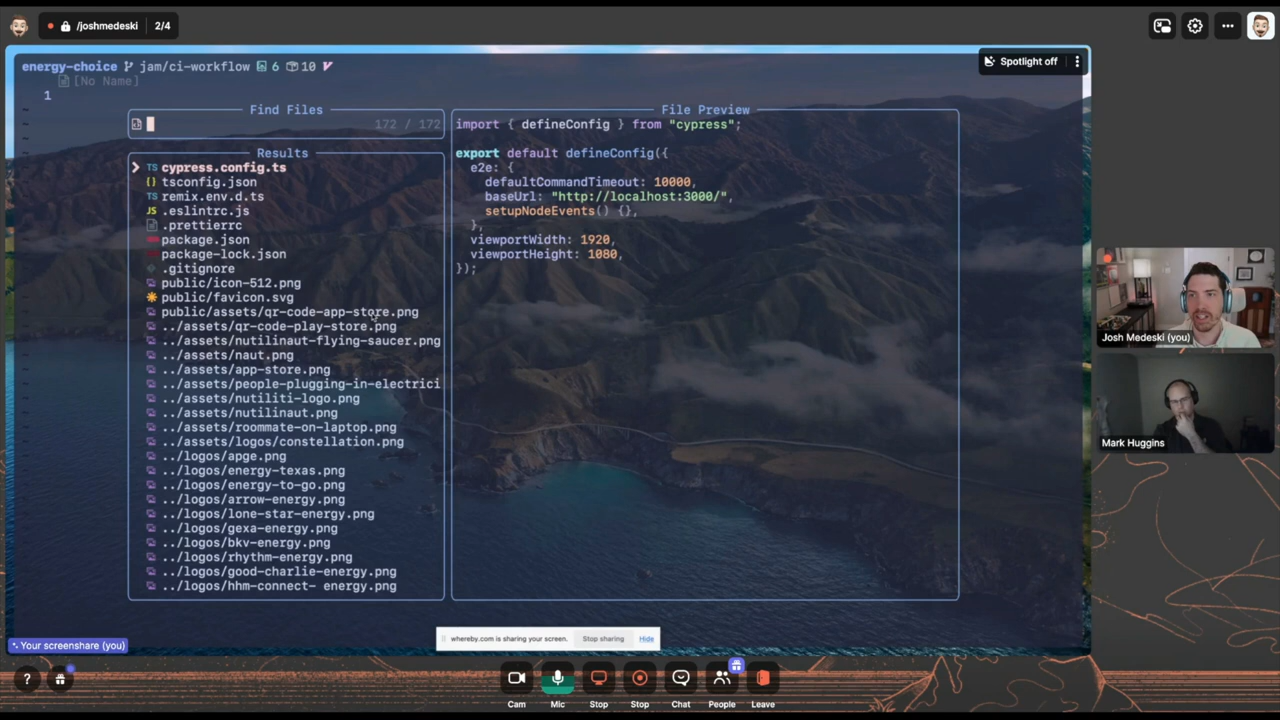 /joshmedeski 2/4
Spotlight off
energy-choice jam/ci-workflow 6 10
[No Name]
1
Find Files
172 / 172
Results
cypress.config.ts
tsconfig.json
remix.env.d.ts
.eslintrc.js
.prettierrc
package.json
package-lock.json
.gitignore
public/icon-512.png
public/favicon.svg
public/assets/qr-code-app-store.png
../assets/qr-code-play-store.png
../assets/nutilinaut-flying-saucer.png
../assets/naut.png
../assets/app-store.png
../assets/people-plugging-in-electrici
../assets/nutiliti-logo.png
../assets/nutilinaut.png
../assets/roommate-on-laptop.png
../assets/logos/constellation.png
../logos/apge.png
../logos/energy-texas.png
../logos/energy-to-go.png
../logos/arrow-energy.png
../logos/lone-star-energy.png
../logos/gexa-energy.png
../logos/bkv-energy.png
../logos/rhythm-energy.png
../logos/good-charlie-energy.png
../logos/hhm-connect- energy.png
File Preview
import { defineConfig } from "cypress";
export default defineConfig({
e2e: {
defaultCommandTimeout: 10000,
baseUrl: "http://localhost:3000/",
setupNodeEvents() {},
},
viewportWidth: 1920,
viewportHeight: 1080,
});
Josh Medeski (you)
Mark Huggins
whereby.com is sharing your screen. Stop sharing Hide
Your screenshare (you)
?
Cam Mic Stop Stop Chat People Leave